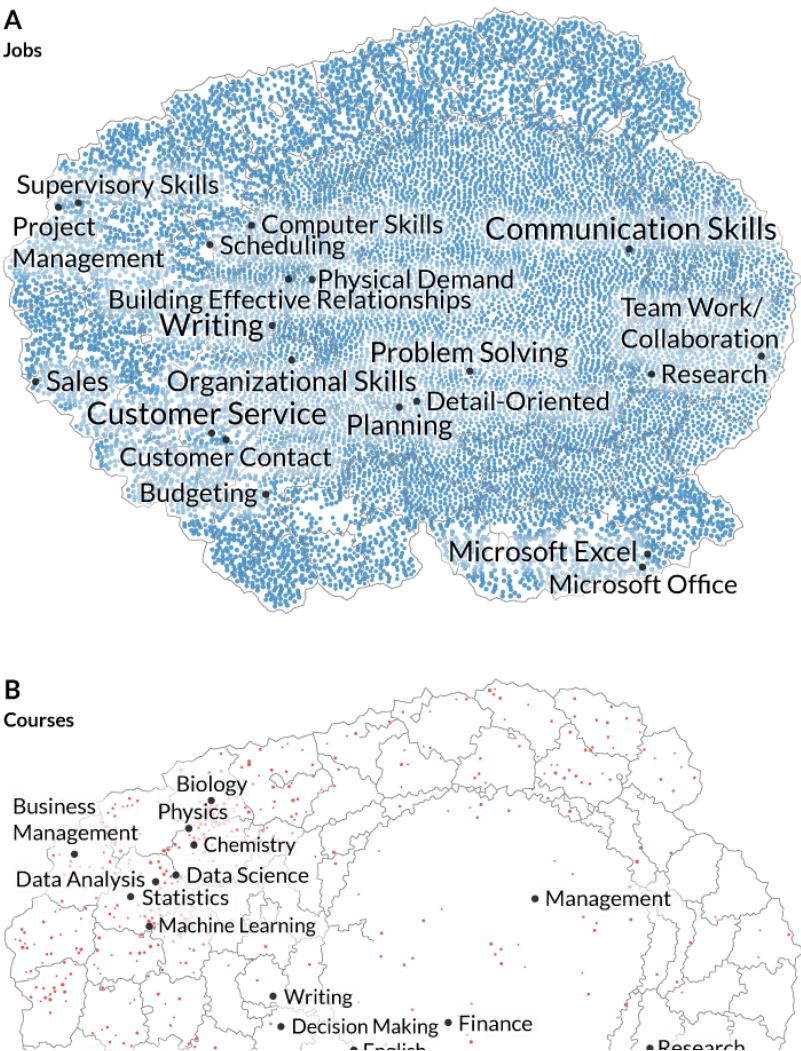 A
Jobs
Supervisory Skills
Project
Management
Computer Skills
Scheduling
Communication Skills
Physical Demand
Building Effective Relationships
Writing
Team Work/
Collaboration
Problem Solving
Research
Sales
Organizational Skills
Detail-Oriented
Customer Service
Planning
Customer Contact
Budgeting
Microsoft Excel
Microsoft Office
B
Courses
Biology
Business
Management
Physics
Chemistry
Data Analysis
Data Science
Statistics
Management
Machine Learning
Writing
Decision Making
Finance
English
Research